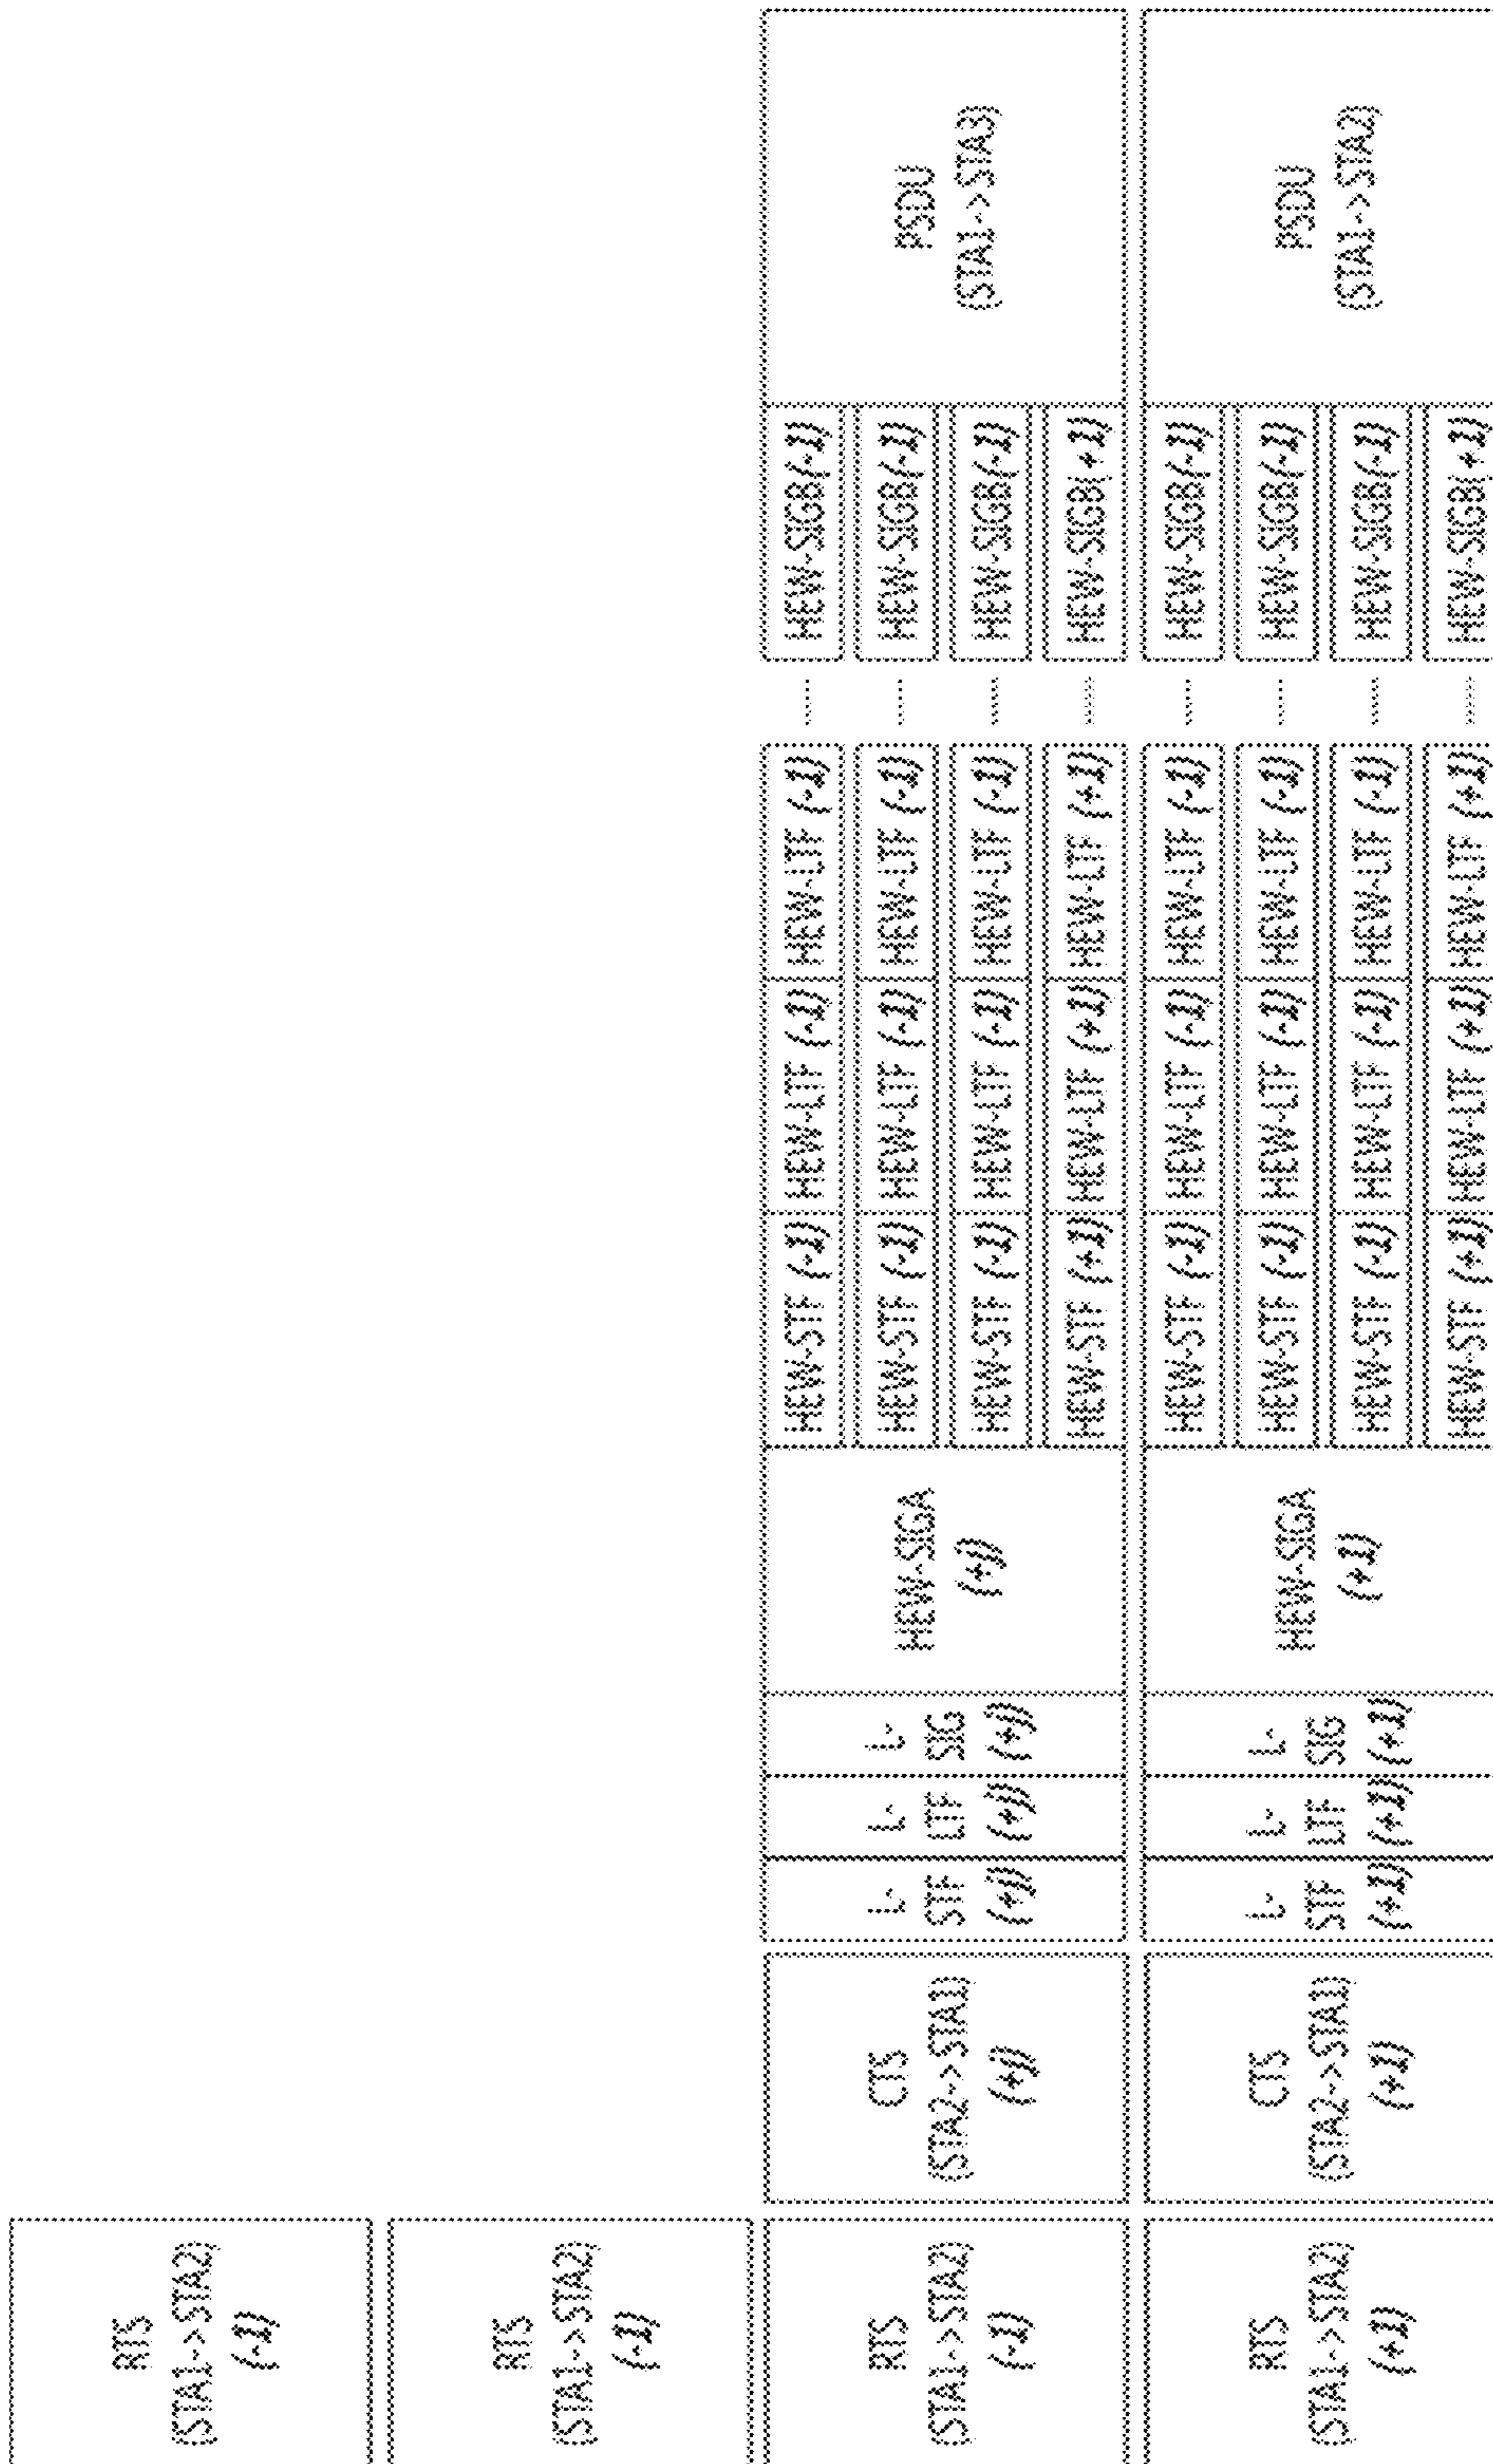 RTS
(STA1->STA2)
(-1)
RTS
(STA1->STA2)
(-1)
RTS
(STA1->STA2)
(-1)
CTS
(STA2->STA1)
(+j)
L-
STF
(+j)
L-
LTF
(+j)
L-
SIG
(+j)
HEW-SIGA
(+j)
HEW-STF (-1) HEW-LTF (-1) HEW-LTF (-1) ..... HEW-SIGB(-1)
HEW-STF (-1) HEW-LTF (-1) HEW-LTF (-1) ..... HEW-SIGB(-1)
HEW-STF (-1) HEW-LTF (-1) HEW-LTF (-1) ..... HEW-SIGB(-1)
HEW-STF (+1) HEW-LTF (+1) HEW-LTF (+1) ..... HEW-SIGB(+1)
PSDU
(STA1->STA3)
RTS
(STA1->STA2)
(+1)
CTS
(STA2->STA1)
(+1)
L-
STF
(+1)
L-
LTF
(+1)
L-
SIG
(+1)
HEW-SIGA
(+1)
HEW-STF (-1) HEW-LTF (-1) HEW-LTF (-1) ..... HEW-SIGB(-1)
HEW-STF (-1) HEW-LTF (-1) HEW-LTF (-1) ..... HEW-SIGB(-1)
HEW-STF (-1) HEW-LTF (-1) HEW-LTF (-1) ..... HEW-SIGB(-1)
HEW-STF (+1) HEW-LTF (+1) HEW-LTF (+1) ..... HEW-SIGB(+1)
PSDU
(STA1->STA2)